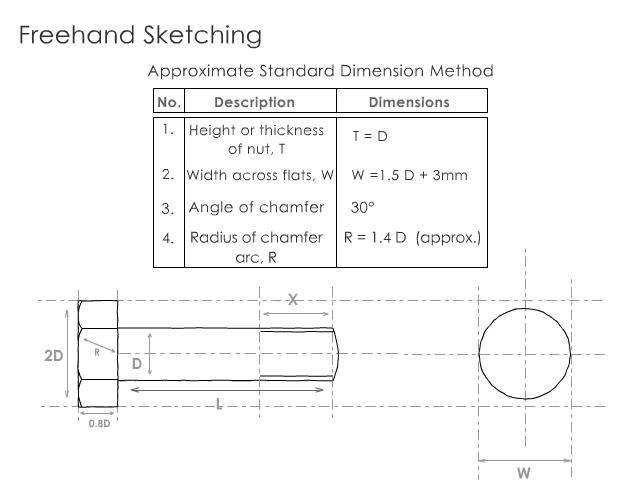 Freehand Sketching
Approximate Standard Dimension Method
No. Description Dimensions
1. Height or thickness of nut, T T = D
2. Width across flats, W W =1.5 D + 3mm
3. Angle of chamfer 30°
4. Radius of chamfer arc, R R = 1.4 D (approx.)
X
2D
R
D
L
0.8D
W